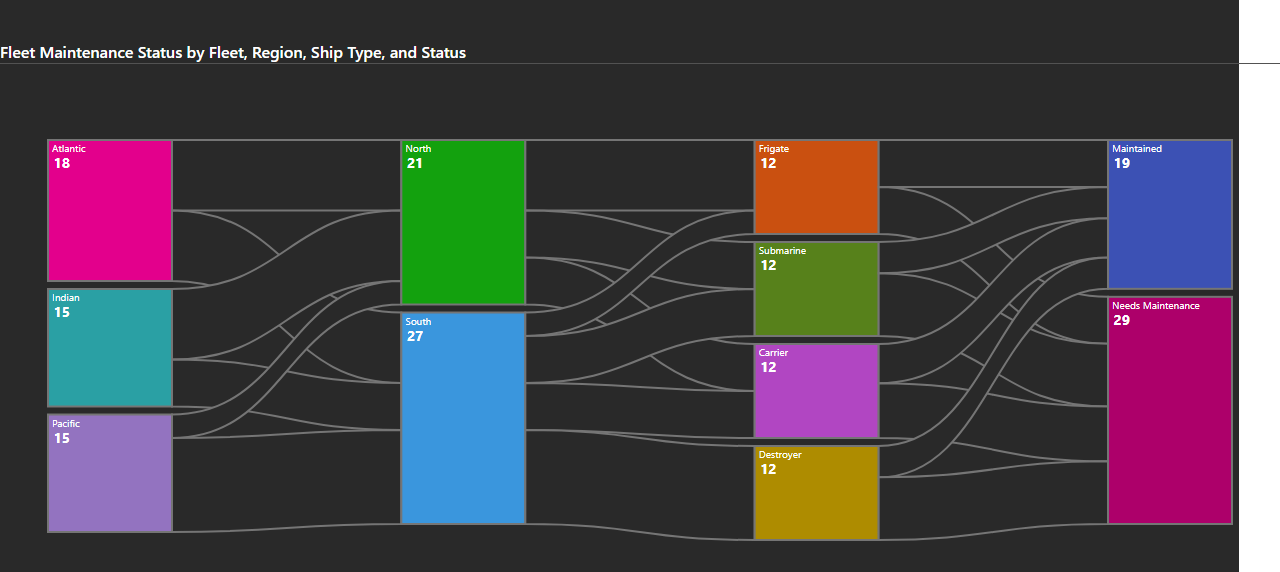 Fleet Maintenance Status by Fleet, Region, Ship Type, and Status
Atlantic
18
Indian
15
Pacific
15
North
21
South
27
Frigate
12
Submarine
12
Carrier
12
Destroyer
12
Maintained
19
Needs Maintenance
29